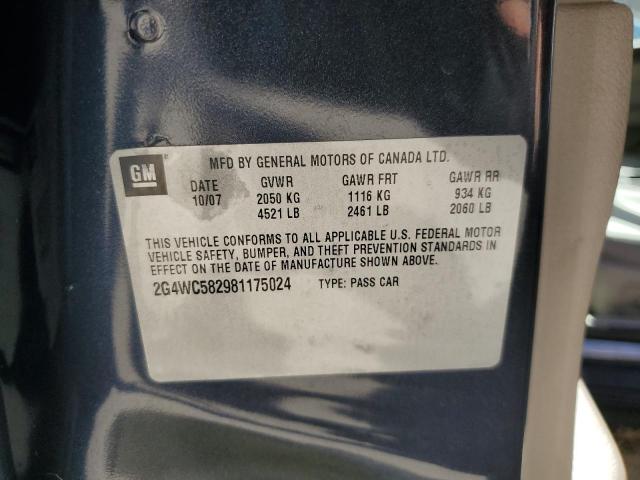 GM
MFD BY GENERAL MOTORS OF CANADA LTD.
DATE GVWR GAWR FRT GAWR RR
10/07 2050 KG 1116 KG 934 KG
4521 LB 2461 LB 2060 LB
THIS VEHICLE CONFORMS TO ALL APPLICABLE U.S. FEDERAL MOTOR
VEHICLE SAFETY, BUMPER, AND THEFT PREVENTION STANDARDS IN
EFFECT ON THE DATE OF MANUFACTURE SHOWN ABOVE.
2G4WC582981175024 TYPE: PASS CAR